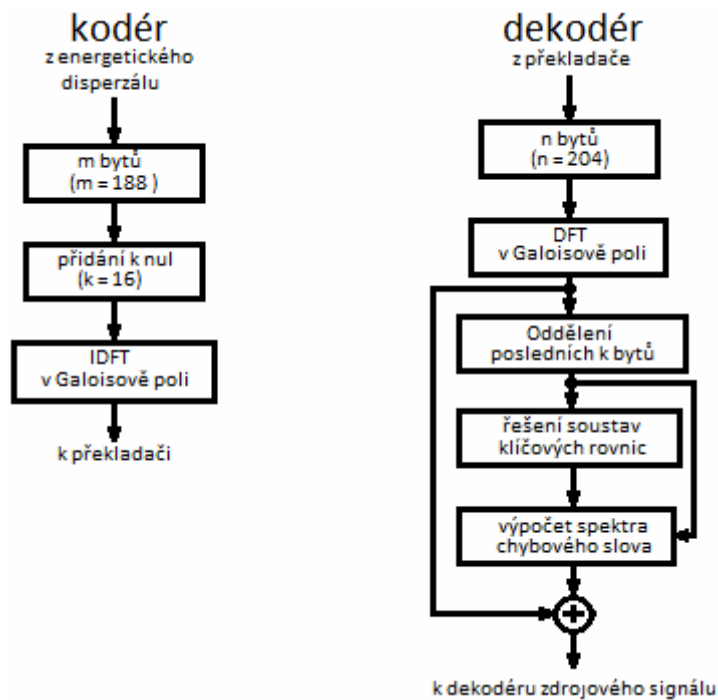 kodér
z energetického
disperzálu
m bytů
(m = 188 )
přidání k nul
(k = 16)
IDFT
v Galoisově poli
k překladači
dekodér
z překladače
n bytů
(n = 204)
DFT
v Galoisově poli
Oddělení
posledních k bytů
řešení soustav
klíčových rovnic
výpočet spektra
chybového slova
+
k dekodéru zdrojového signálu